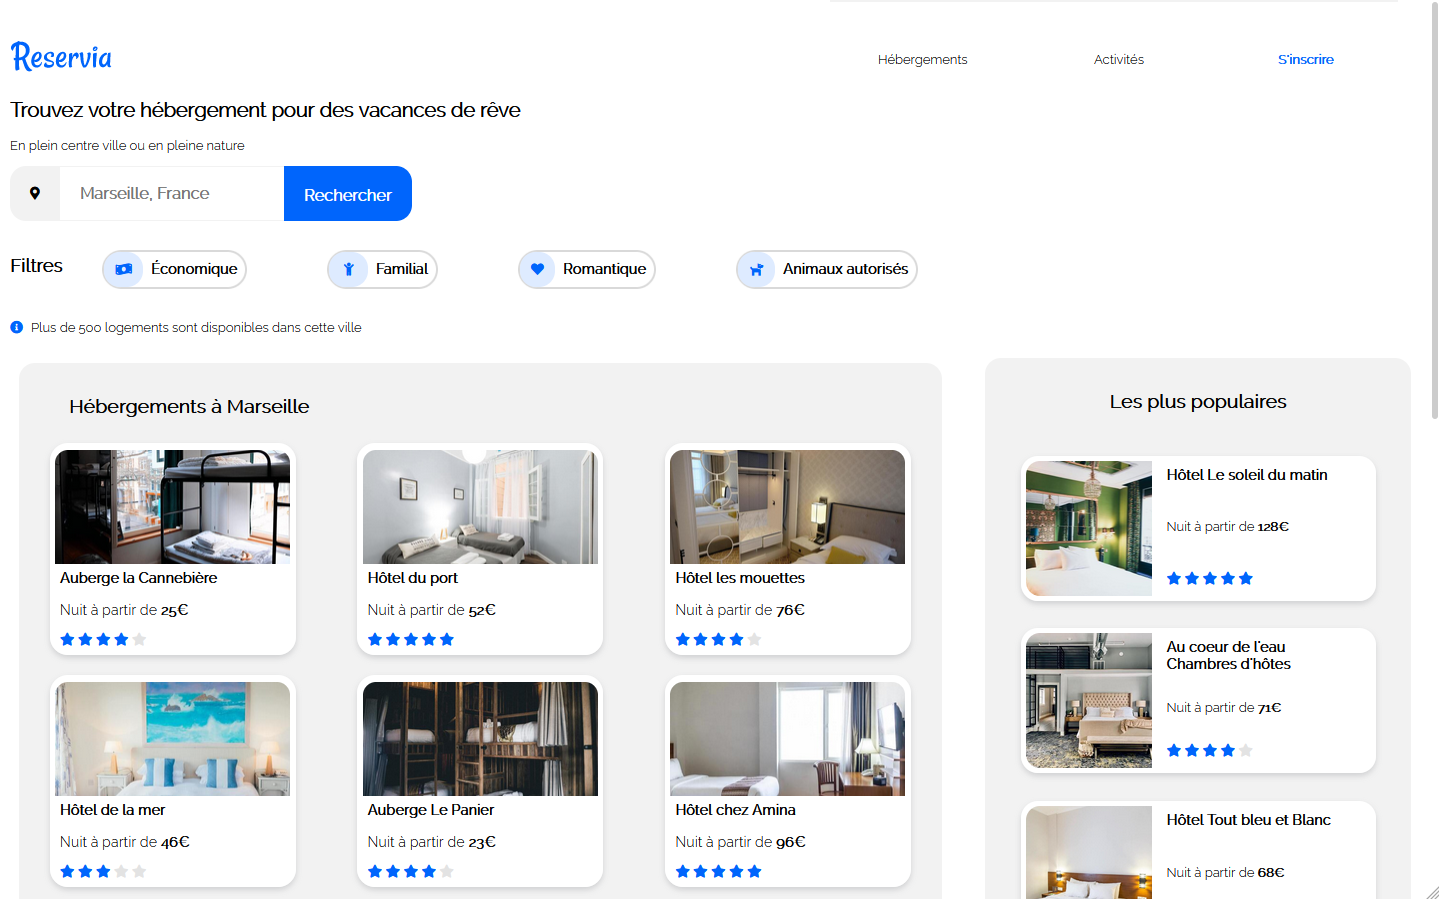 Reservia
Hébergements
Activités
S'inscrire
Trouvez votre hébergement pour des vacances de rêve
En plein centre ville ou en pleine nature
Marseille, France
Rechercher
Filtres
Économique
Familial
Romantique
Animaux autorisés
Plus de 500 logements sont disponibles dans cette ville
Hébergements à Marseille
Auberge la Cannebière
Nuit à partir de 25€
Hôtel du port
Nuit à partir de 52€
Hôtel les mouettes
Nuit à partir de 76€
Hôtel de la mer
Nuit à partir de 46€
Auberge Le Panier
Nuit à partir de 23€
Hôtel chez Amina
Nuit à partir de 96€
Les plus populaires
Hôtel Le soleil du matin
Nuit à partir de 128€
Au coeur de l'eau
Chambres d'hôtes
Nuit à partir de 71€
Hôtel Tout bleu et Blanc
Nuit à partir de 68€